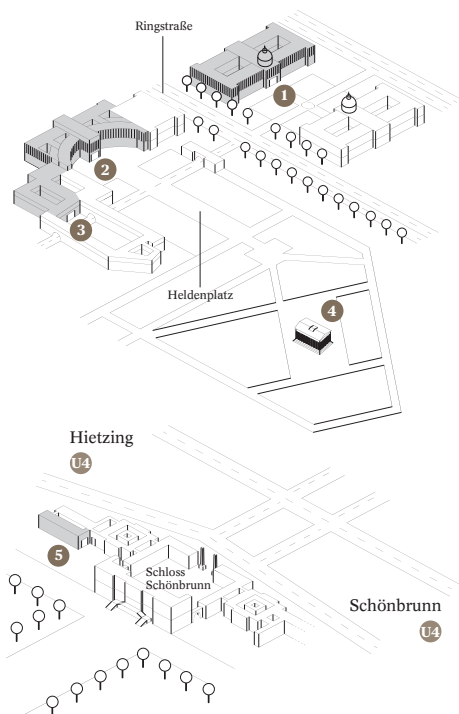 Ringstraße
1
2
3
Heldenplatz
4
Hietzing
U4
5
Schloss
Schönbrunn
Schönbrunn
U4